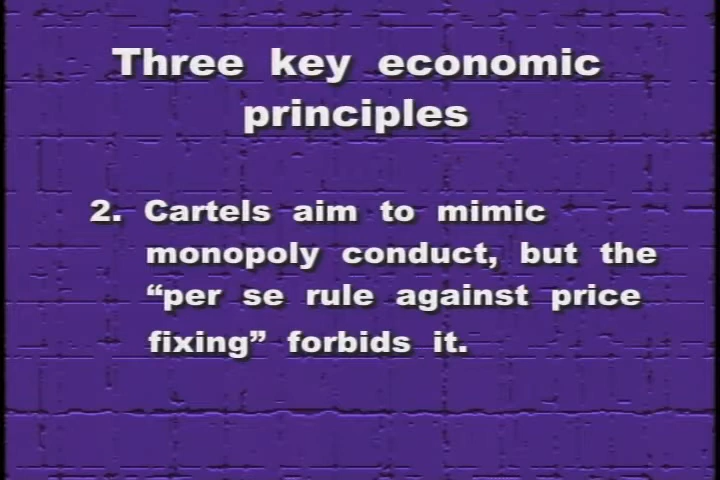 Three key economic
principles
2. Cartels aim to mimic
monopoly conduct, but the
“per se rule against price
fixing” forbids it.